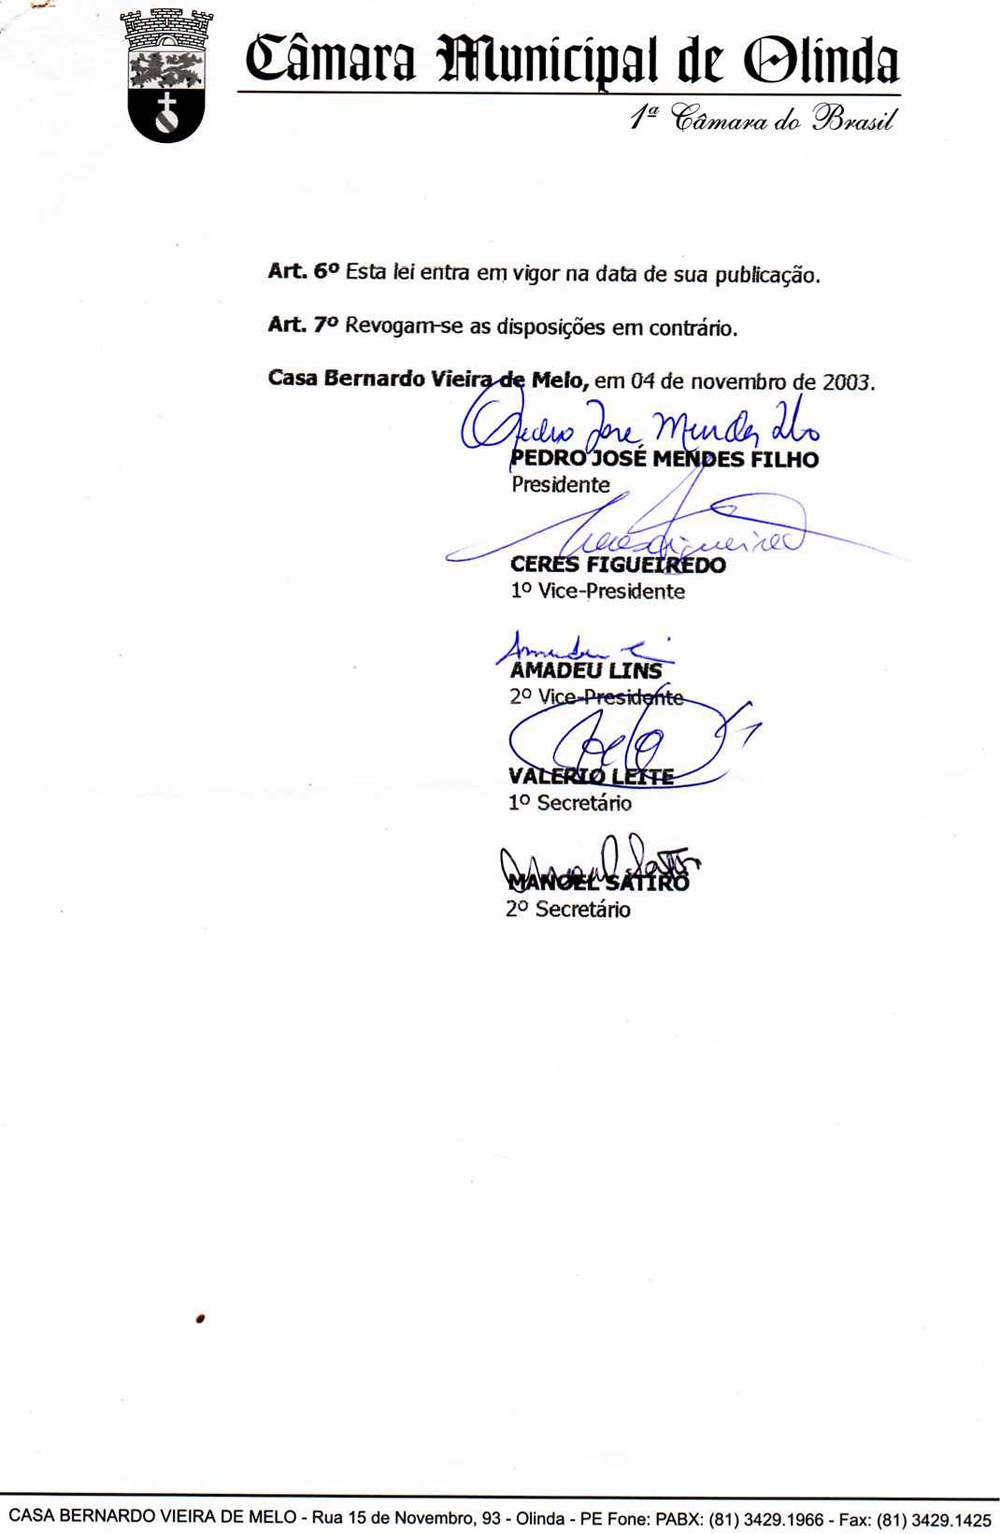 Câmara Municipal de Olinda
1ª Câmara do Brasil
Art. 6º Esta lei entra em vigor na data de sua publicação.
Art. 7º Revogam-se as disposições em contrário.
Casa Bernardo Vieira de Melo, em 04 de novembro de 2003.
Pedro José Mendes Filho
PEDRO JOSÉ MENDES FILHO
Presidente
Ceres Figueiredo
CERES FIGUEIREDO
1º Vice-Presidente
Amadeu
AMADEU LINS
2º Vice-Presidente
VALERIO LEITE
1º Secretário
Manoel Satiro
MANOEL SATIRO
2º Secretário
CASA BERNARDO VIEIRA DE MELO - Rua 15 de Novembro, 93 - Olinda - PE Fone: PABX: (81) 3429.1966 - Fax: (81) 3429.1425